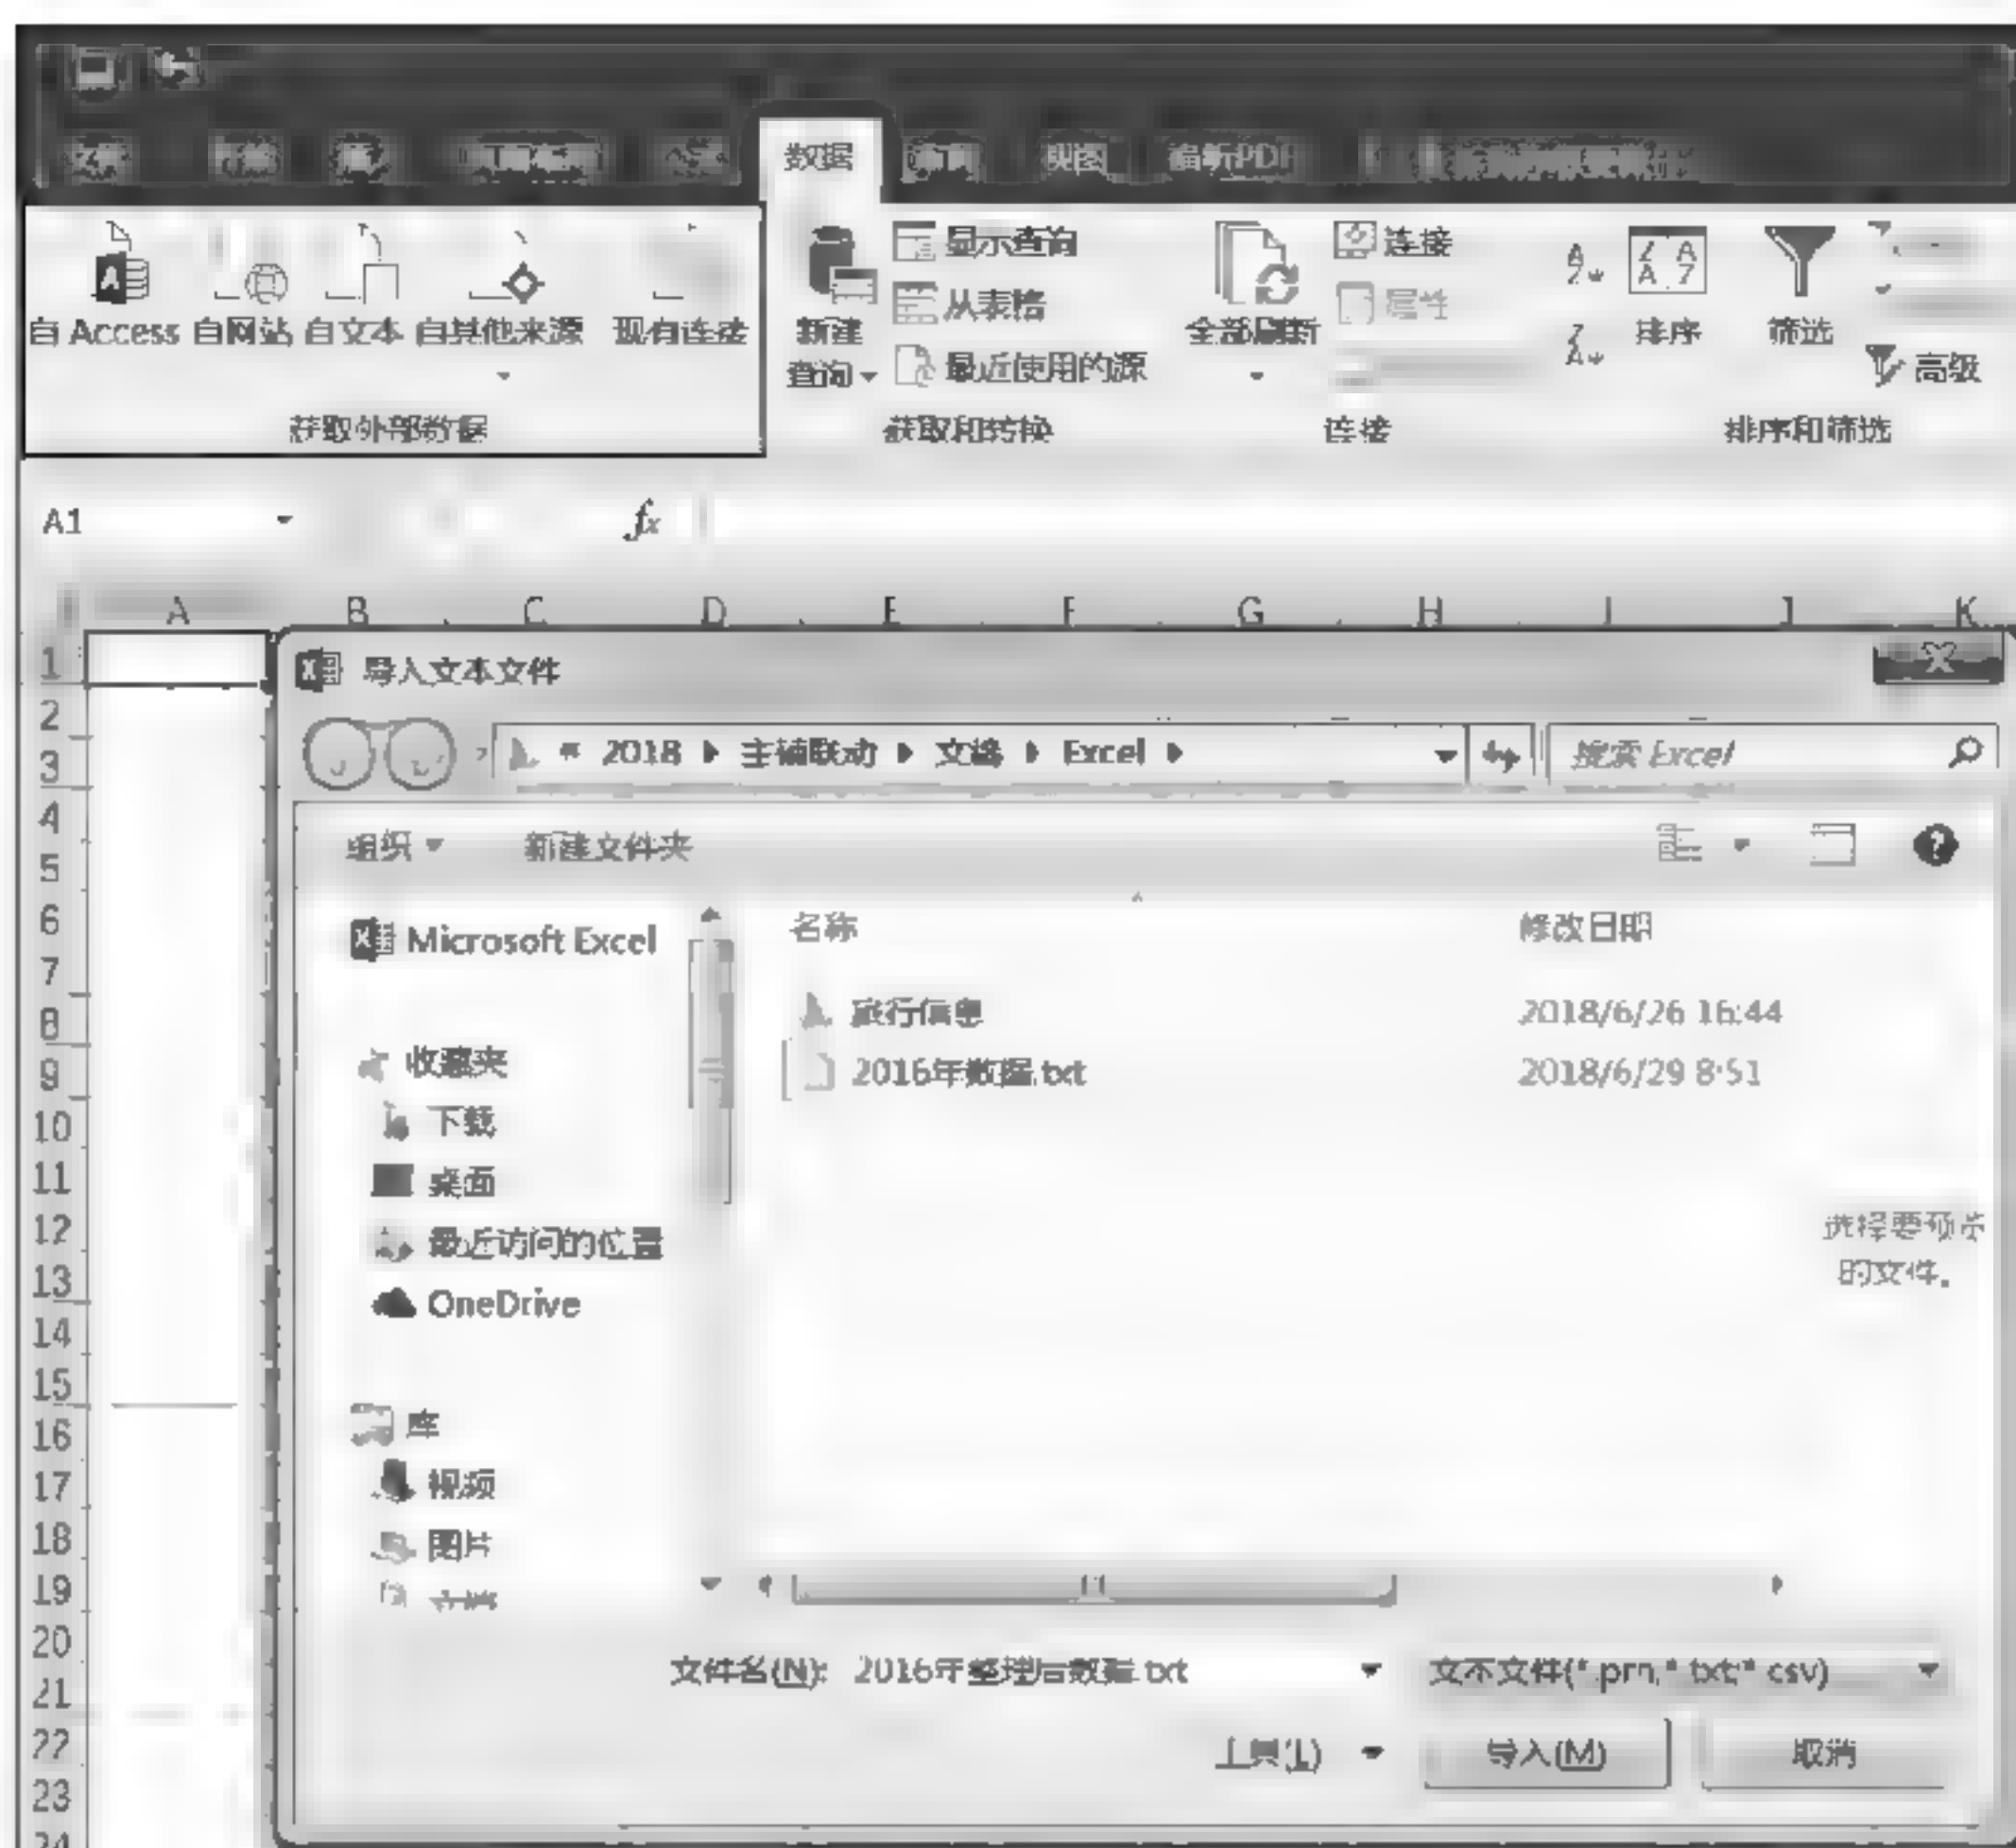 数据 视图
显示查询 连接
从表格 属性
自 Access 自网站 自文本 自其他来源 现有连接 新建 全部刷新 排序 筛选
查询 最近使用的源 高级
获取外部数据 获取和转换 连接 排序和筛选
A1 fx
A B C D E F G H I J K
1
2
3
4
5
6
7
8
9
10
11
12
13
14
15
16
17
18
19
20
21
22
23
24
导入文本文件
« 2018 ▶ 主辅联动 ▶ 文峰 ▶ Excel ▶ 搜索 Excel
组织 新建文件夹
Microsoft Excel 名称 修改日期
旅行信息 2018/6/26 16:44
收藏夹 2016年数据.txt 2018/6/29 8:51
下载
桌面
最近访问的位置 选择要预览
的文件。
OneDrive
库
视频
图片
文档
文件名(N): 2016年整理后数据.txt 文本文件(*.prn;*.txt;*.csv)
工具(L) 导入(M) 取消